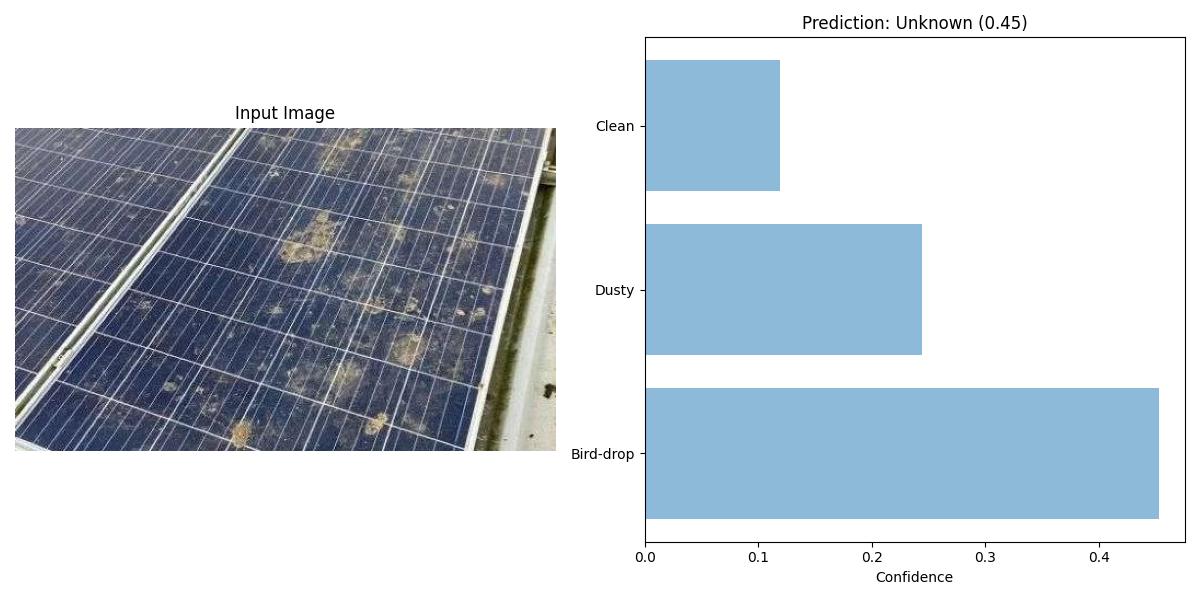 Input Image
Prediction: Unknown (0.45)
Clean
Dusty
Bird-drop
0.0 0.1 0.2 0.3 0.4
Confidence